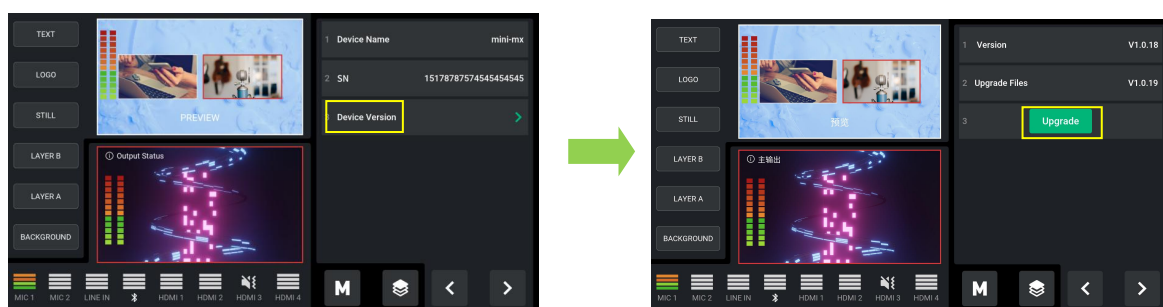 TEXT
LOGO
STILL
LAYER B
LAYER A
BACKGROUND
PREVIEW
Output Status
1 Device Name mini-mx
2 SN 15178787574545454545
3 Device Version
MIC 1 MIC 2 LINE IN HDMI 1 HDMI 2 HDMI 3 HDMI 4
M
TEXT
LOGO
STILL
LAYER B
LAYER A
BACKGROUND
预览
主输出
1 Version V1.0.18
2 Upgrade Files V1.0.19
3 Upgrade
MIC 1 MIC 2 LINE IN HDMI 1 HDMI 2 HDMI 3 HDMI 4
M